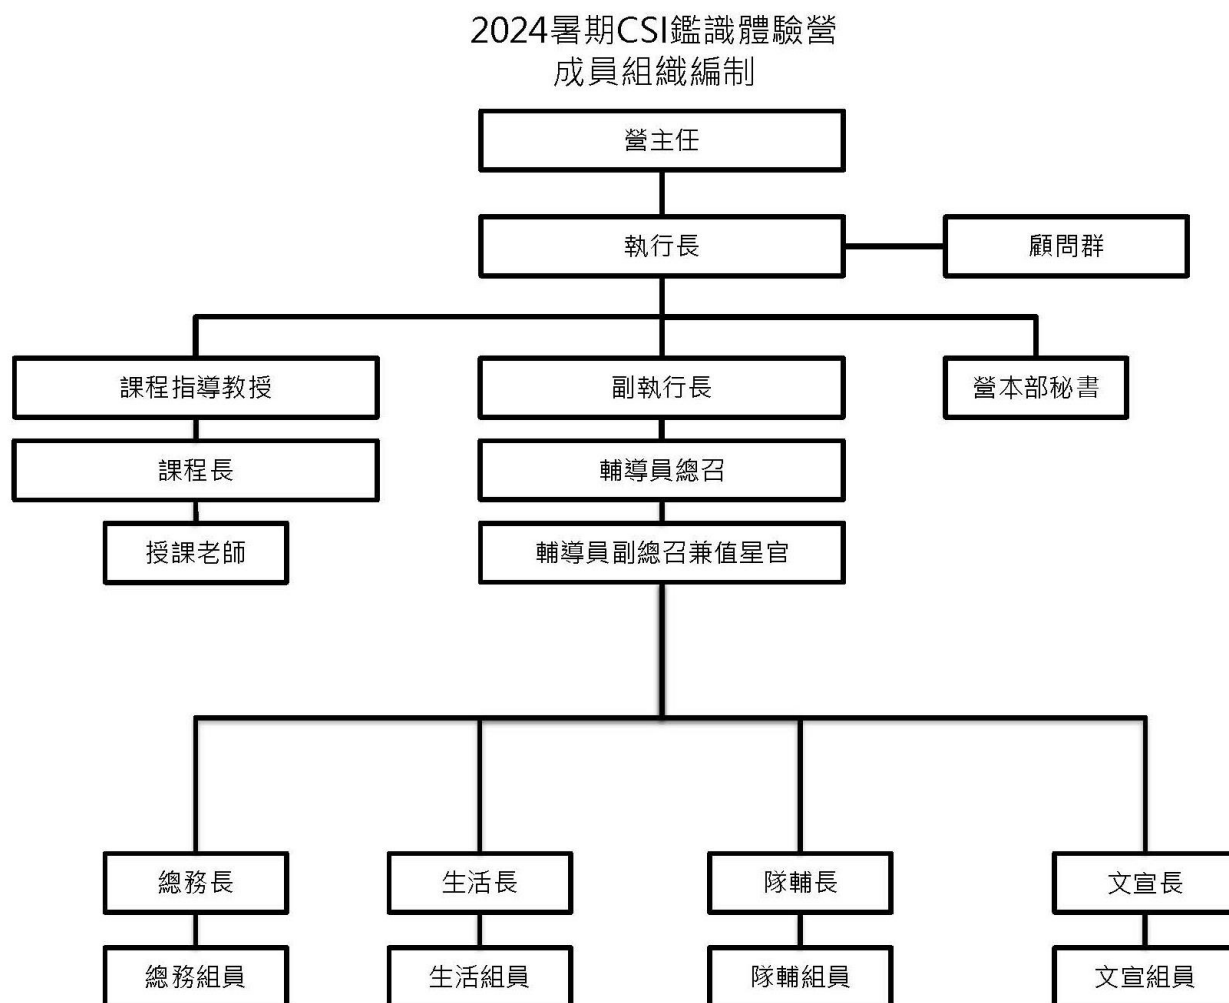 2024暑期CSI鑑識體驗營
成員組織編制
營主任
執行長
顧問群
課程指導教授
副執行長
營本部秘書
課程長
輔導員總召
授課老師
輔導員副總召兼值星官
總務長
生活長
隊輔長
文宣長
總務組員
生活組員
隊輔組員
文宣組員